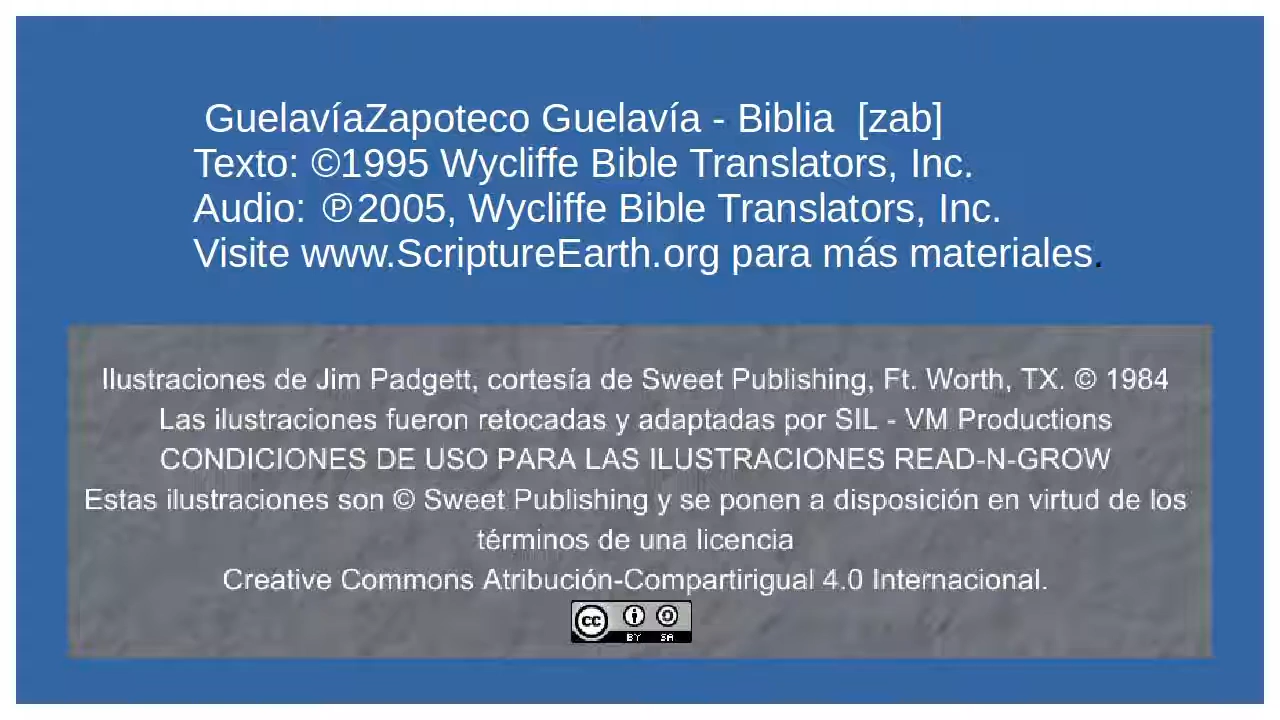 GuelavíaZapoteco Guelavía - Biblia [zab]
Texto: ©1995 Wycliffe Bible Translators, Inc.
Audio: ℗2005, Wycliffe Bible Translators, Inc.
Visite www.ScriptureEarth.org para más materiales.
Ilustraciones de Jim Padgett, cortesía de Sweet Publishing, Ft. Worth, TX. © 1984
Las ilustraciones fueron retocadas y adaptadas por SIL - VM Productions
CONDICIONES DE USO PARA LAS ILUSTRACIONES READ-N-GROW
Estas ilustraciones son © Sweet Publishing y se ponen a disposición en virtud de los
términos de una licencia
Creative Commons Atribución-Compartirigual 4.0 Internacional.
cc BY SA